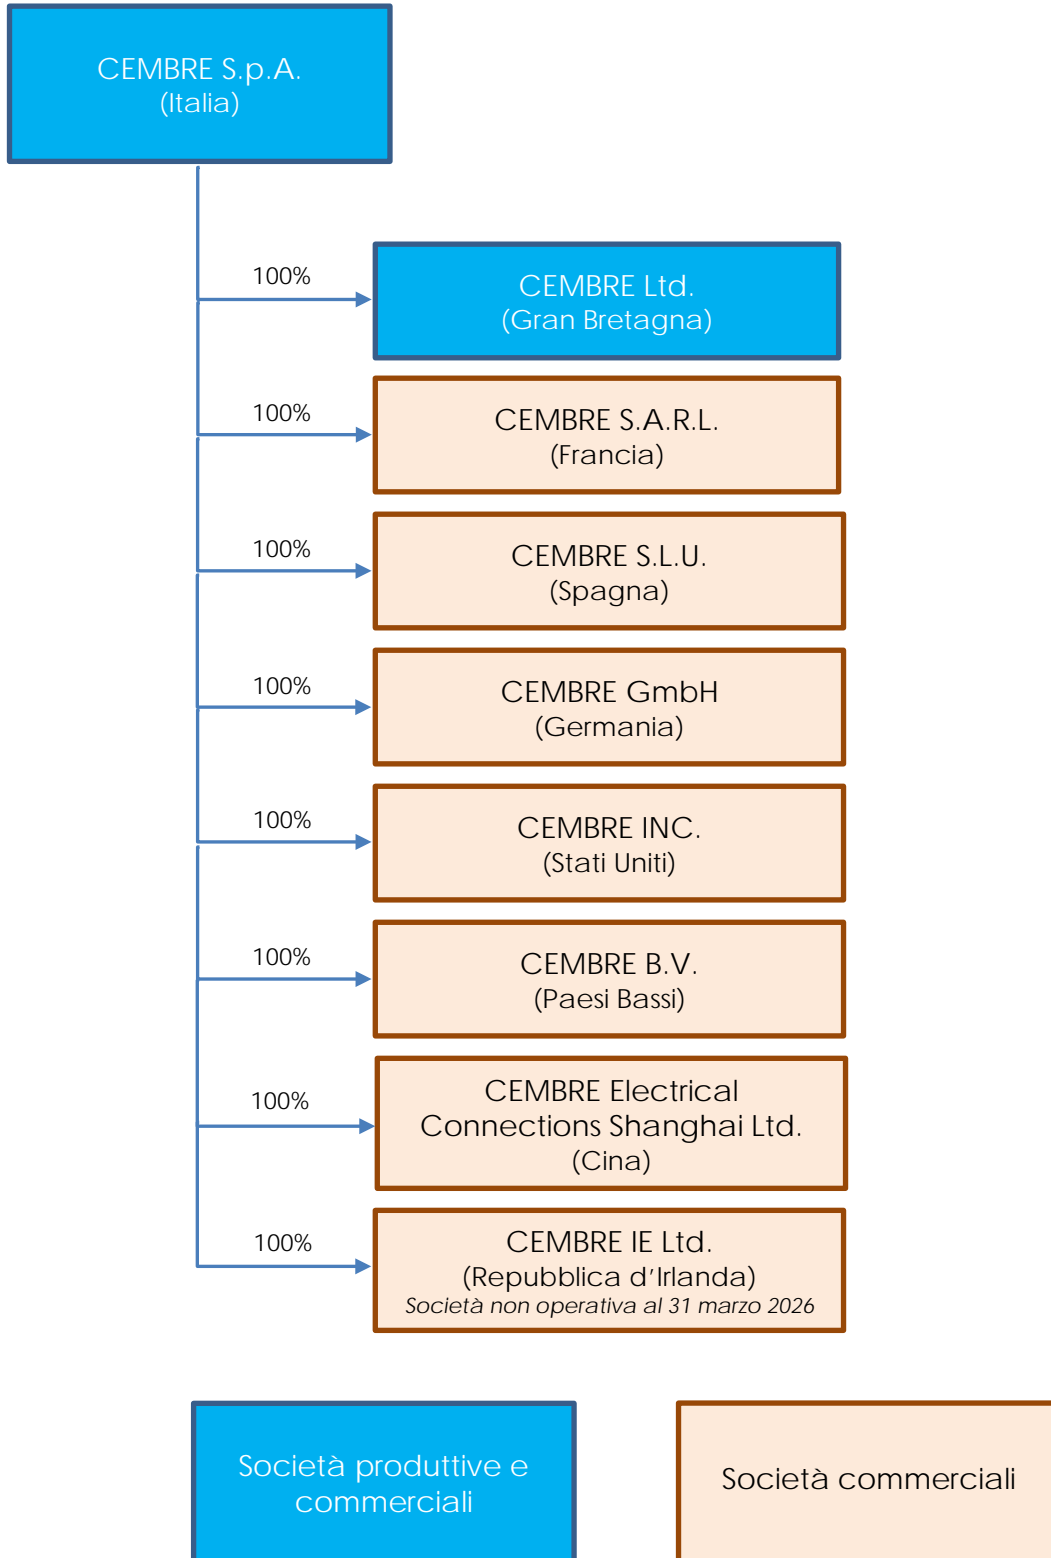 CEMBRE S.p.A.
(Italia)
100%
CEMBRE Ltd.
(Gran Bretagna)
100%
CEMBRE S.A.R.L.
(Francia)
100%
CEMBRE S.L.U.
(Spagna)
100%
CEMBRE GmbH
(Germania)
100%
CEMBRE INC.
(Stati Uniti)
100%
CEMBRE B.V.
(Paesi Bassi)
100%
CEMBRE Electrical
Connections Shanghai Ltd.
(Cina)
100%
CEMBRE IE Ltd.
(Repubblica d’Irlanda)
Società non operativa al 31 marzo 2026
Società produttive e
commerciali
Società commerciali